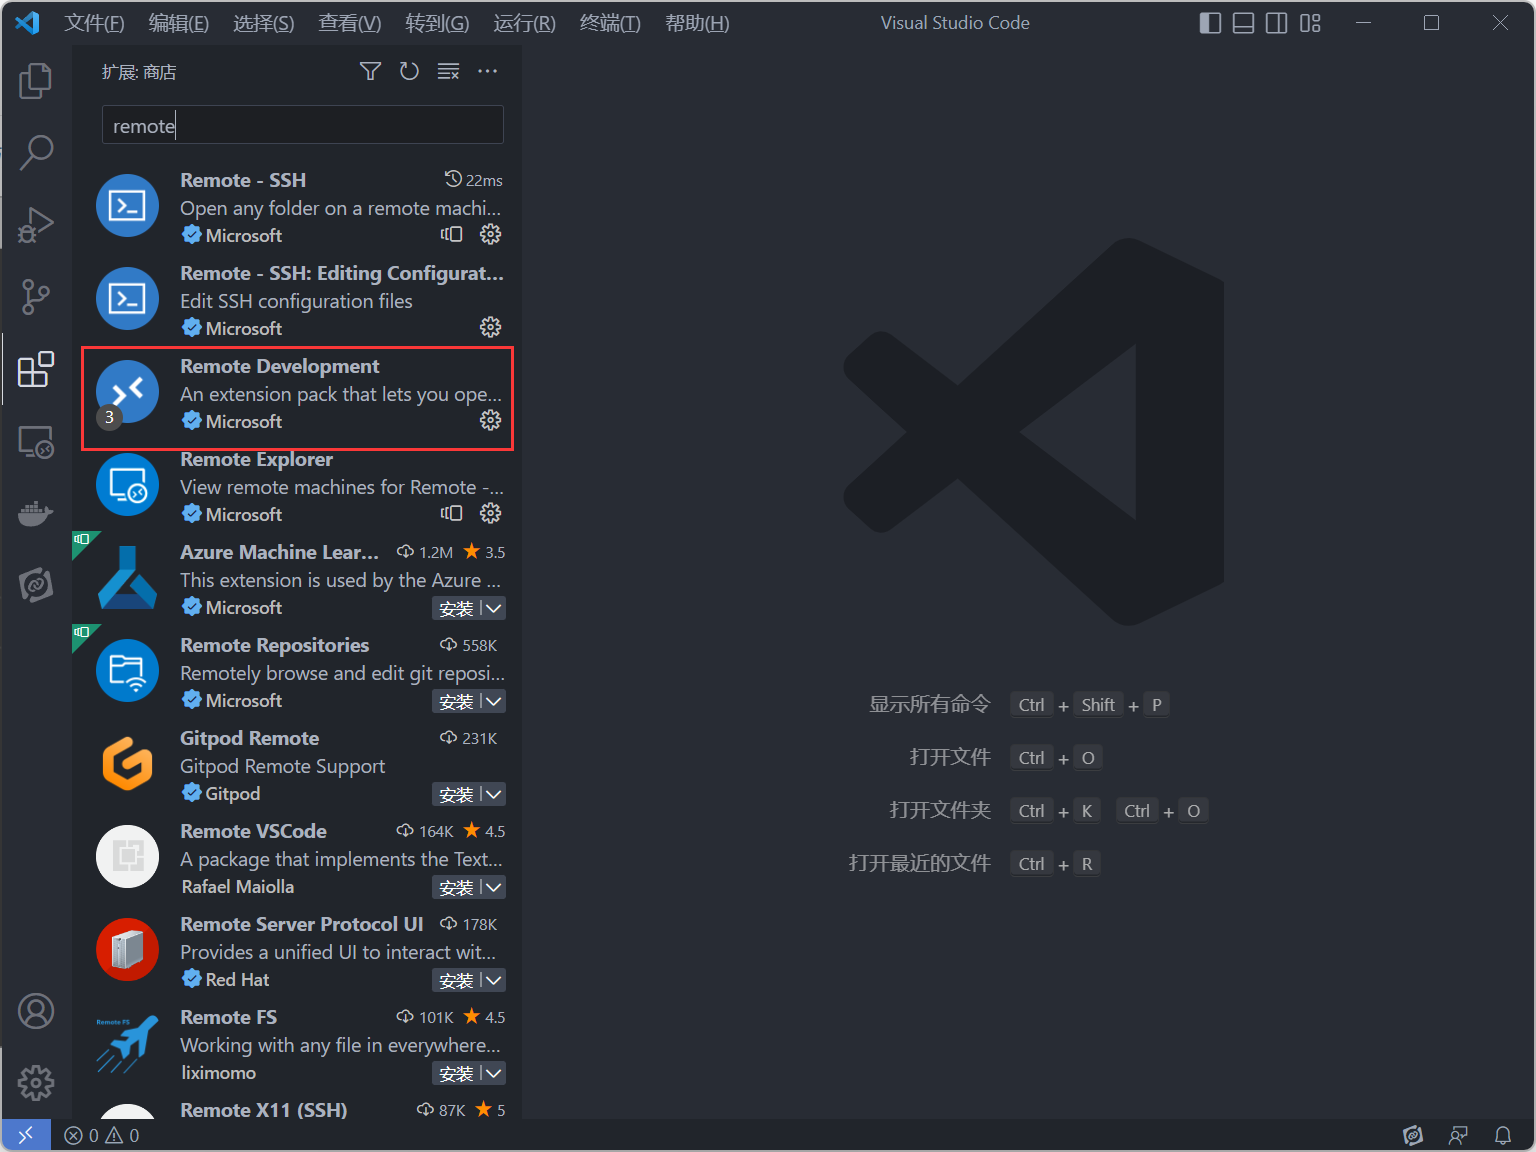 文件(F) 编辑(E) 选择(S) 查看(V) 转到(G) 运行(R) 终端(T) 帮助(H) Visual Studio Code
扩展: 商店
remote
Remote - SSH 22ms
Open any folder on a remote machi...
Microsoft
Remote - SSH: Editing Configurat...
Edit SSH configuration files
Microsoft
Remote Development
An extension pack that lets you ope...
3 Microsoft
Remote Explorer
View remote machines for Remote -...
Microsoft
Azure Machine Lear... 1.2M 3.5
This extension is used by the Azure ...
Microsoft 安装
Remote Repositories 558K
Remotely browse and edit git reposi...
Microsoft 安装
Gitpod Remote 231K
Gitpod Remote Support
Gitpod 安装
Remote VSCode 164K 4.5
A package that implements the Text...
Rafael Maiolla 安装
Remote Server Protocol UI 178K
Provides a unified UI to interact wit...
Red Hat 安装
Remote FS 101K 4.5
Remote FS
Working with any file in everywhere...
liximomo 安装
Remote X11 (SSH) 87K 5
显示所有命令 Ctrl + Shift + P
打开文件 Ctrl + O
打开文件夹 Ctrl + K Ctrl + O
打开最近的文件 Ctrl + R
0 0